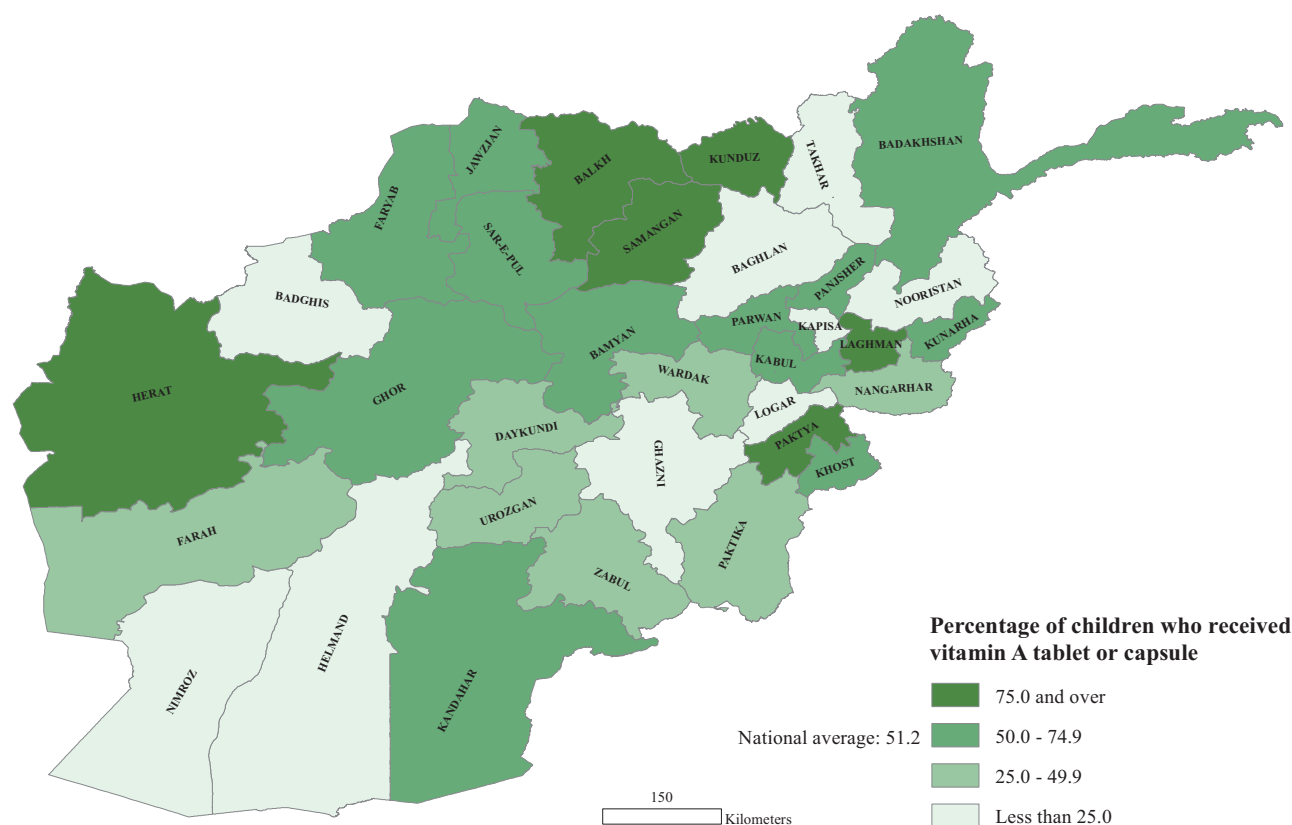 BADAKHSHAN
TAKHAR
KUNDUZ
BALKH
JAWZJAN
FARYAB
SAR-E-PUL
SAMANGAN
BAGHLAN
PANJSHER
NOORISTAN
BADGHIS
PARWAN
KAPISA
KUNARHA
LAGHMAN
BAMYAN
KABUL
WARDAK
NANGARHAR
HERAT
GHOR
LOGAR
DAYKUNDI
PAKTYA
GHAZNI
KHOST
UROZGAN
FARAH
PAKTIKA
ZABUL
HELMAND
NIMROZ
KANDAHAR
Percentage of children who received
vitamin A tablet or capsule
75.0 and over
National average: 51.2
50.0 - 74.9
25.0 - 49.9
Less than 25.0
150
Kilometers